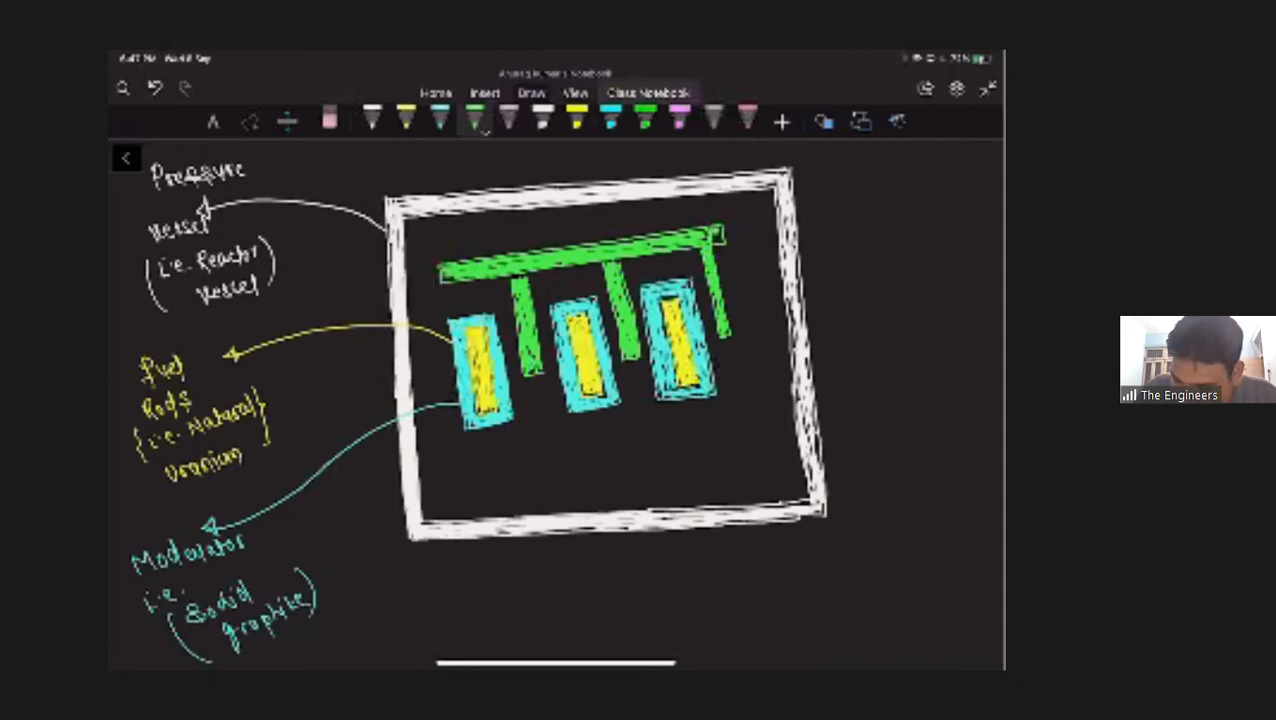 Home Insert Draw View Class Notebook
Pressure
Vessel
(i.e. Reactor
Vessel)
Fuel
Rods
{i.e. Natural}
Uranium
Moderator
i.e.
(Solid
graphite)
The Engineers